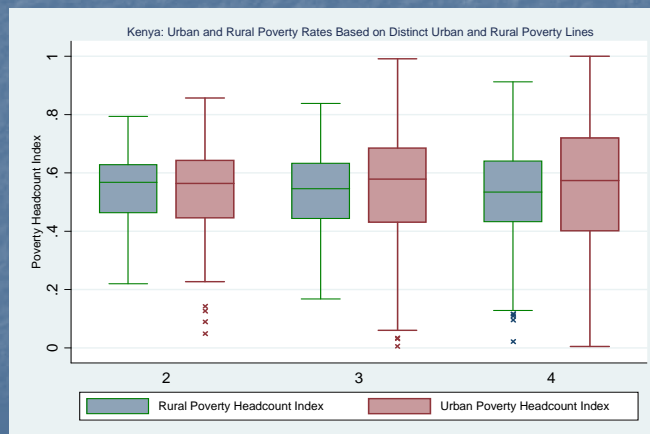 Kenya: Urban and Rural Poverty Rates Based on Distinct Urban and Rural Poverty Lines
Poverty Headcount Index
1
.8
.6
.4
.2
0
2 3 4
Rural Poverty Headcount Index Urban Poverty Headcount Index